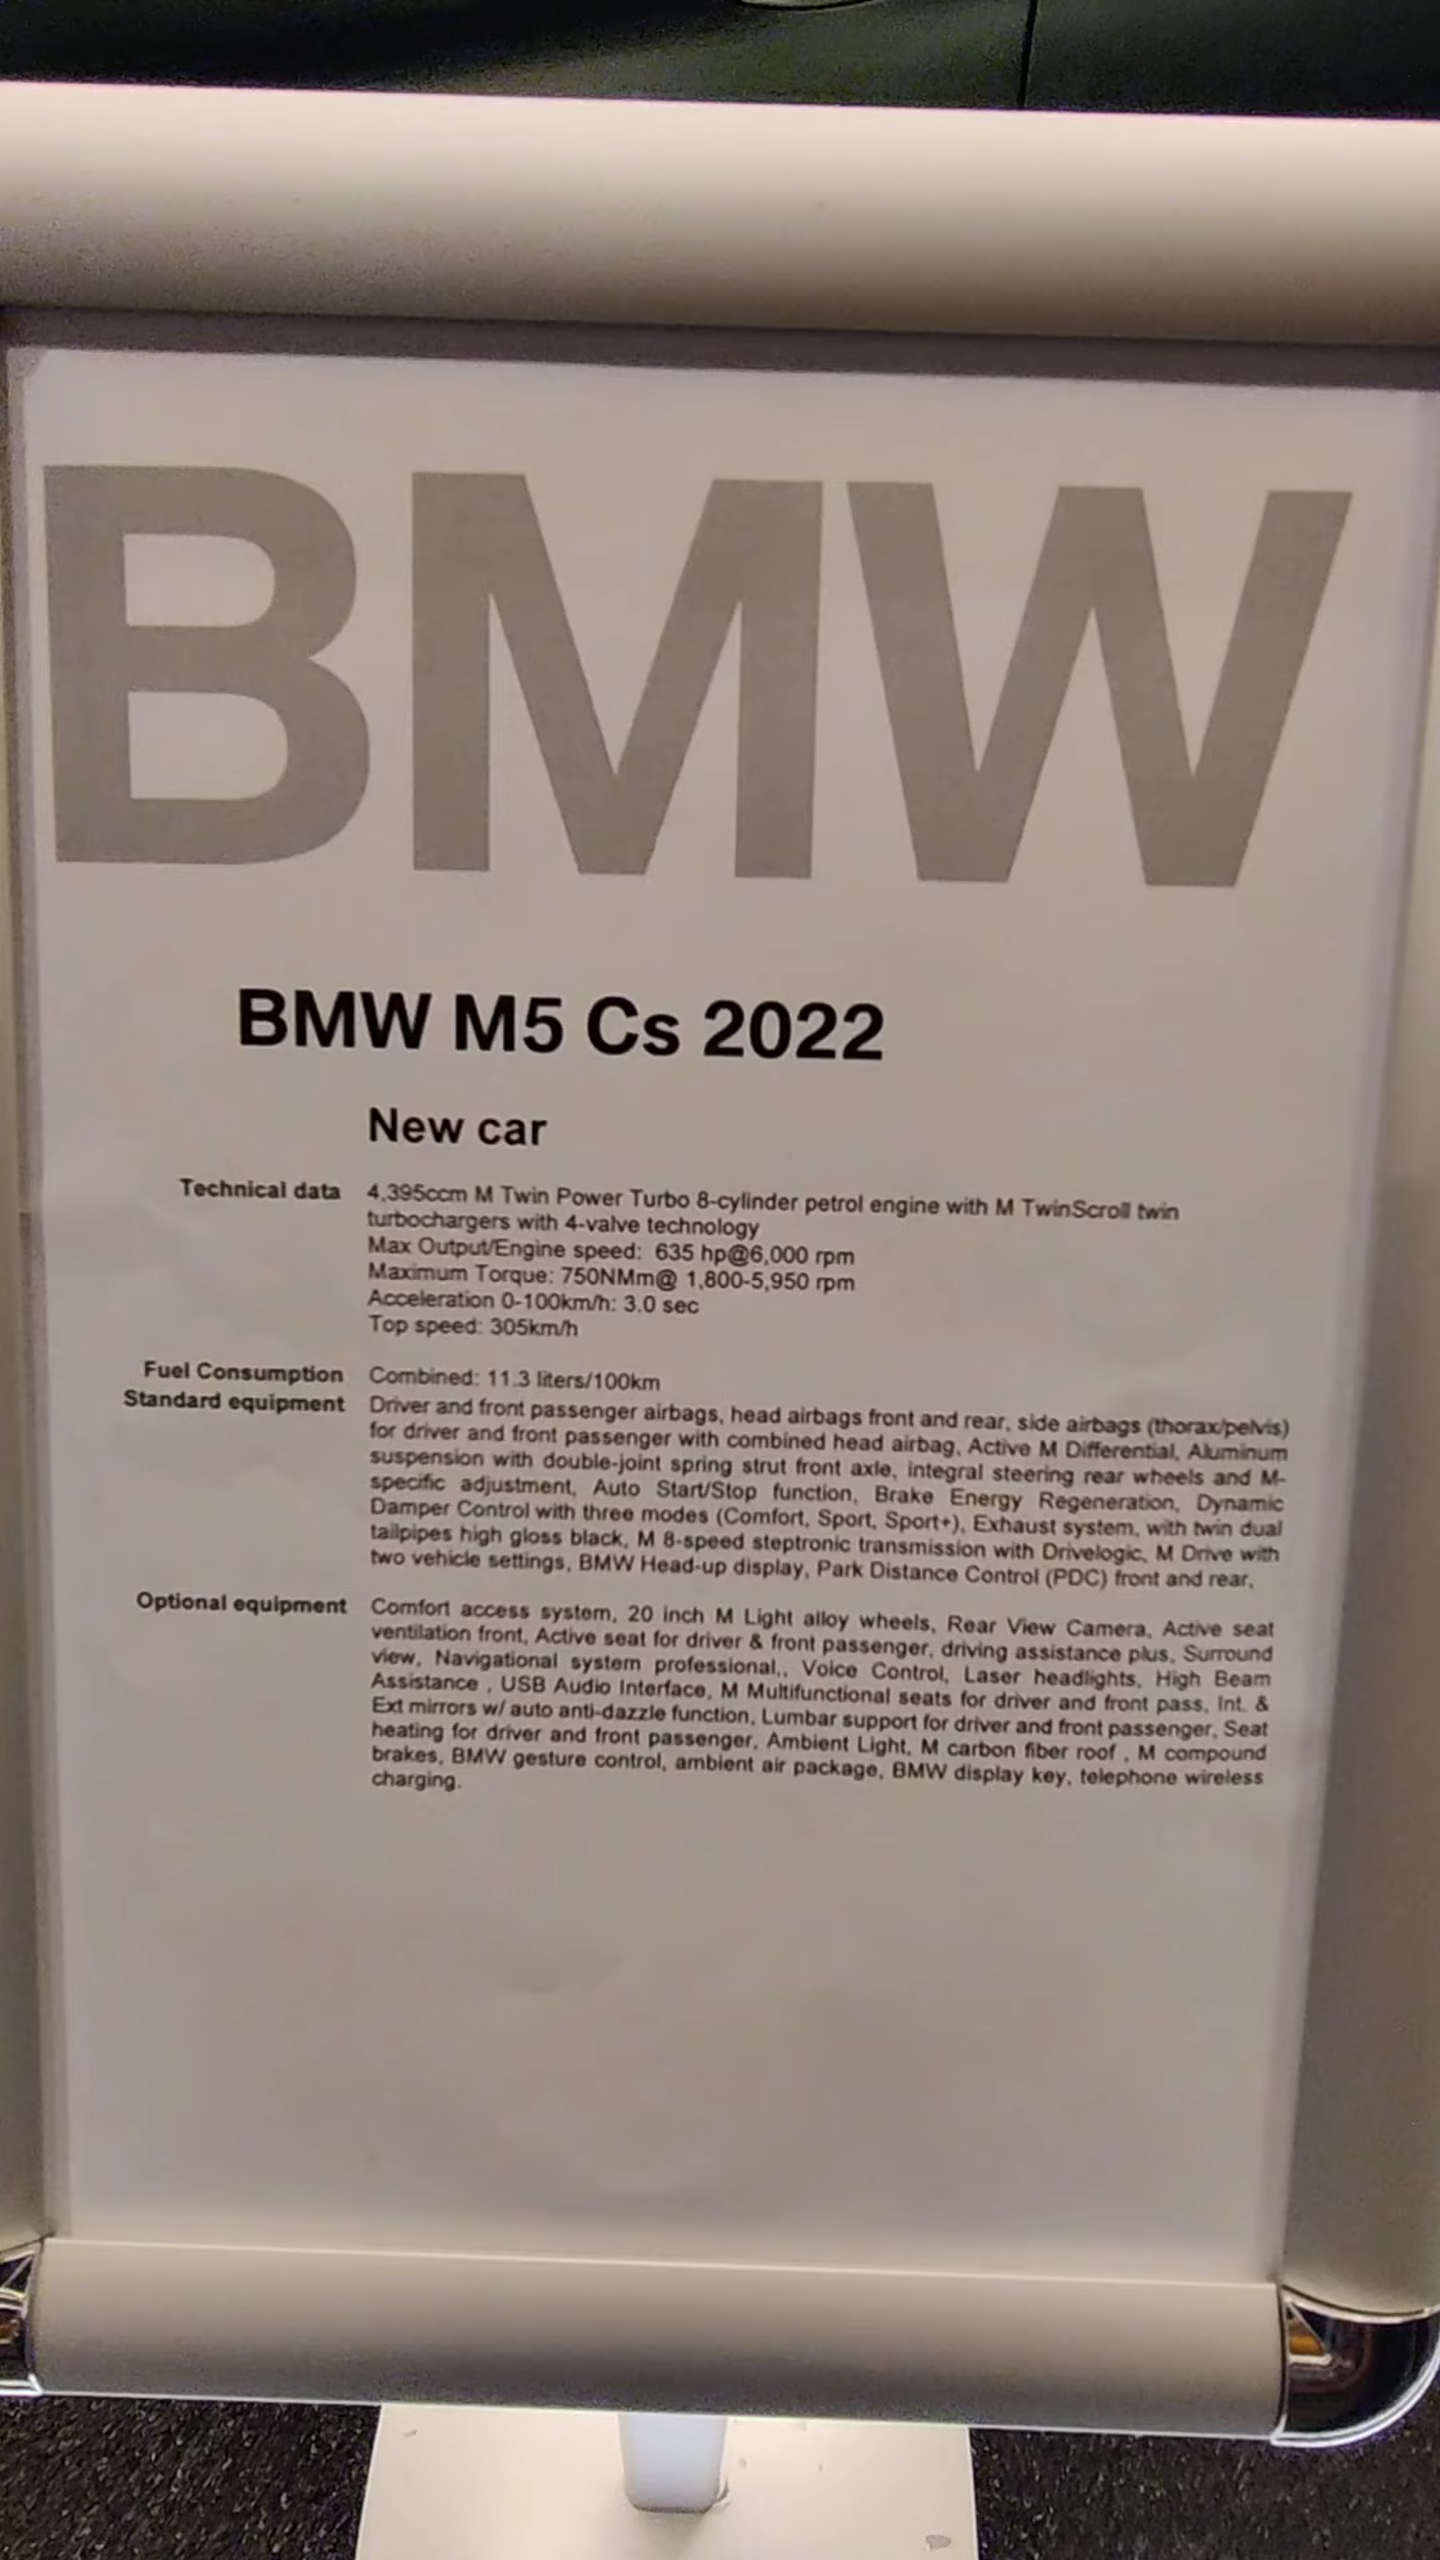 BMW
BMW M5 Cs 2022
New car
Technical data 4,395ccm M Twin Power Turbo 8-cylinder petrol engine with M TwinScroll twin
turbochargers with 4-valve technology
Max Output/Engine speed: 635 hp@6,000 rpm
Maximum Torque: 750NMm@ 1,800-5,950 rpm
Acceleration 0-100km/h: 3.0 sec
Top speed: 305km/h
Fuel Consumption Combined: 11.3 liters/100km
Standard equipment Driver and front passenger airbags, head airbags front and rear, side airbags (thorax/pelvis)
for driver and front passenger with combined head airbag, Active M Differential, Aluminum
suspension with double-joint spring strut front axle, integral steering rear wheels and M-
specific adjustment, Auto Start/Stop function, Brake Energy Regeneration, Dynamic
Damper Control with three modes (Comfort, Sport, Sport+), Exhaust system, with twin dual
tailpipes high gloss black, M 8-speed steptronic transmission with Drivelogic, M Drive with
two vehicle settings, BMW Head-up display, Park Distance Control (PDC) front and rear,
Optional equipment Comfort access system, 20 inch M Light alloy wheels, Rear View Camera, Active seat
ventilation front, Active seat for driver & front passenger, driving assistance plus, Surround
view, Navigational system professional,, Voice Control, Laser headlights, High Beam
Assistance , USB Audio Interface, M Multifunctional seats for driver and front pass, Int. &
Ext mirrors w/ auto anti-dazzle function, Lumbar support for driver and front passenger, Seat
heating for driver and front passenger, Ambient Light, M carbon fiber roof , M compound
brakes, BMW gesture control, ambient air package, BMW display key, telephone wireless
charging.